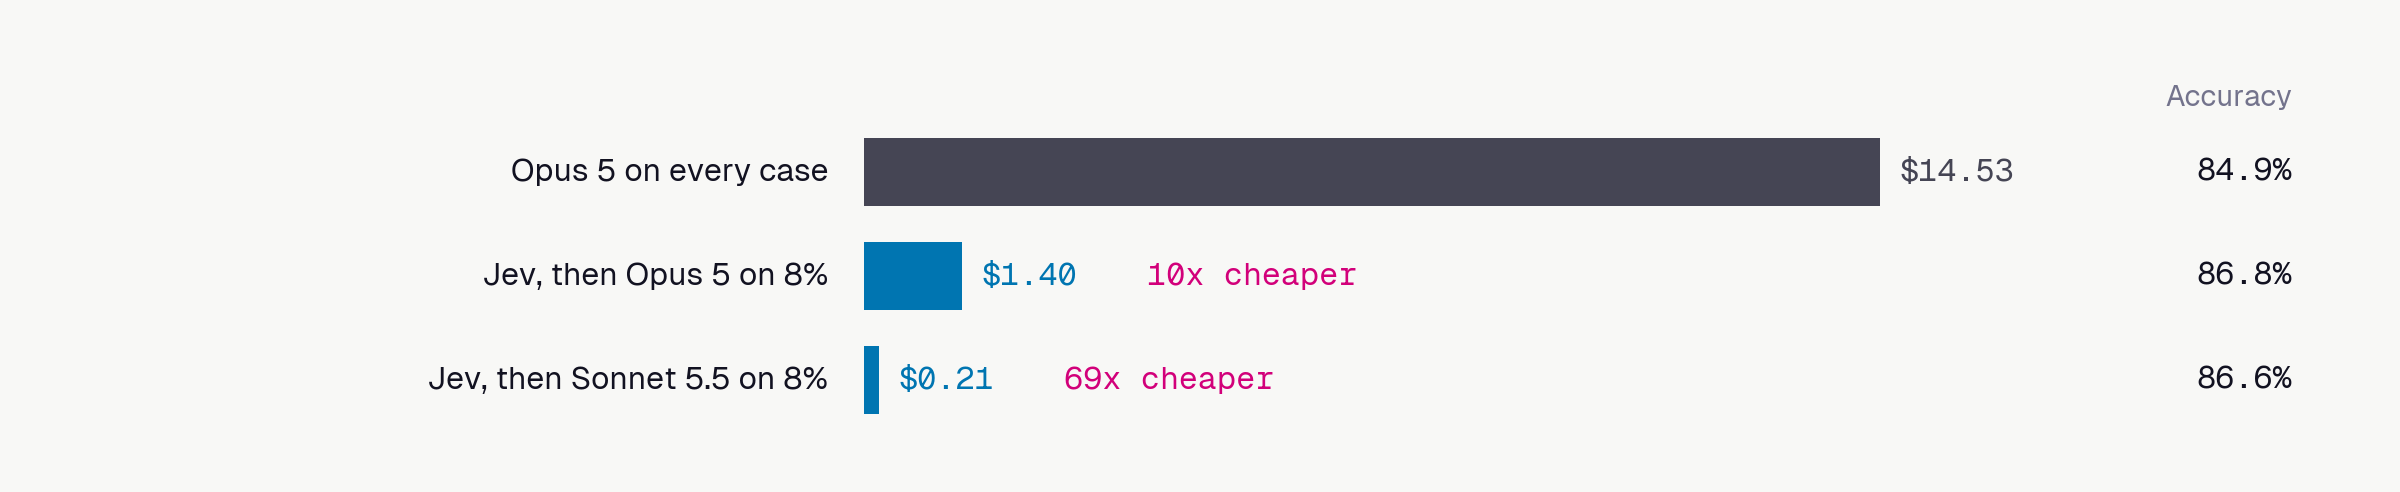 Accuracy
Opus 5 on every case $14.53 84.9%
Jev, then Opus 5 on 8% $1.40 10x cheaper 86.8%
Jev, then Sonnet 5.5 on 8% $0.21 69x cheaper 86.6%